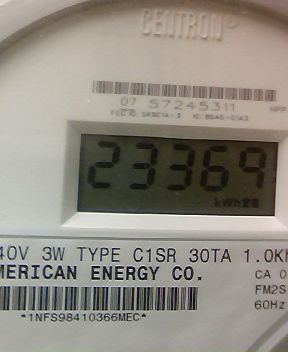 CENTRON
07 57245311
23369
kWh
40V 3W TYPE C1SR 30TA 1.0K
MERICAN ENERGY CO.
CA 0
FM2S
60Hz
*1NFS98410366MEC*